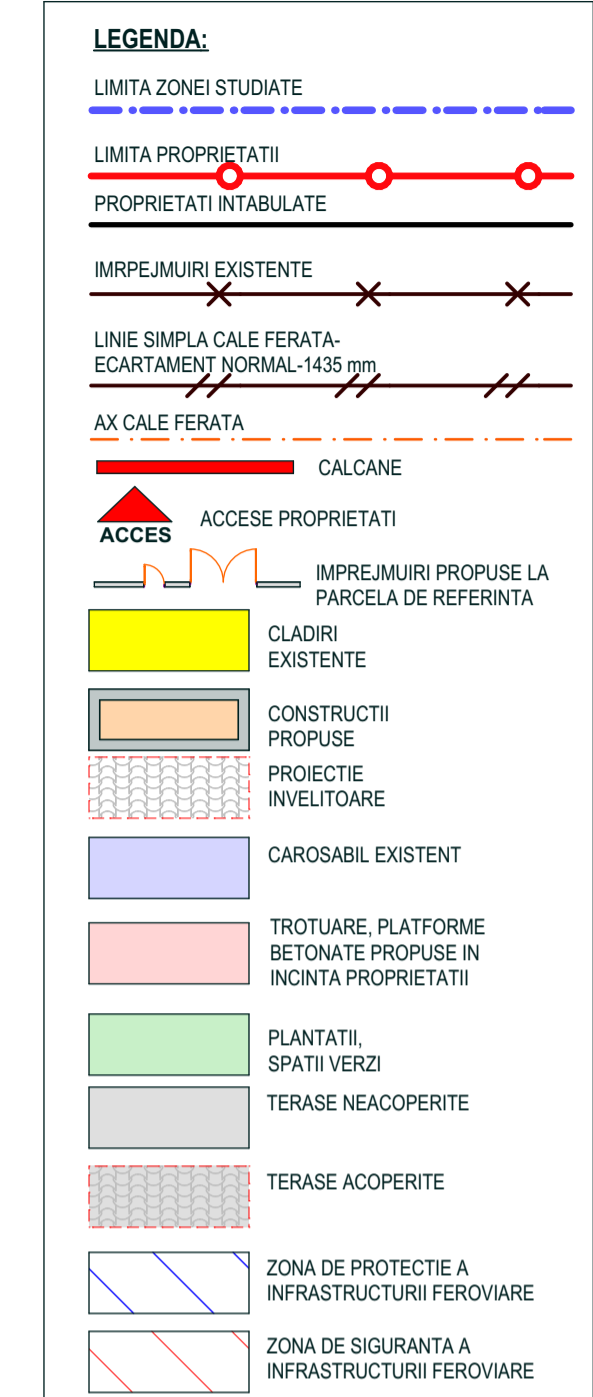 LEGENDA:
LIMITA ZONEI STUDIATE
LIMITA PROPRIETATII
PROPRIETATI INTABULATE
IMRPEJMUIRI EXISTENTE
LINIE SIMPLA CALE FERATA-
ECARTAMENT NORMAL-1435 mm
AX CALE FERATA
CALCANE
ACCES
ACCESE PROPRIETATI
IMPREJMUIRI PROPUSE LA
PARCELA DE REFERINTA
CLADIRI
EXISTENTE
CONSTRUCTII
PROPUSE
PROIECTIE
INVELITOARE
CAROSABIL EXISTENT
TROTUARE, PLATFORME
BETONATE PROPUSE IN
INCINTA PROPRIETATII
PLANTATII,
SPATII VERZI
TERASE NEACOPERITE
TERASE ACOPERITE
ZONA DE PROTECTIE A
INFRASTRUCTURII FEROVIARE
ZONA DE SIGURANTA A
INFRASTRUCTURII FEROVIARE